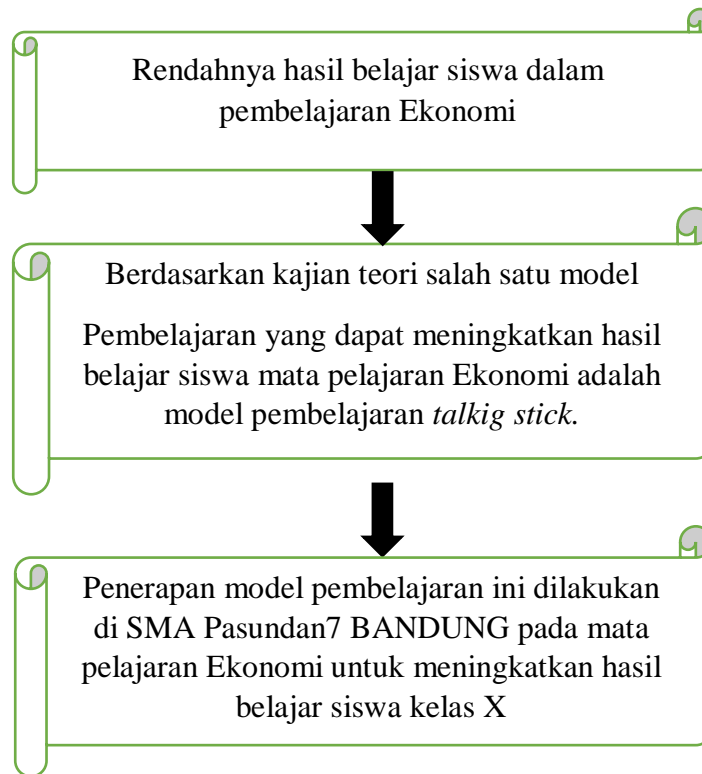 Rendahnya hasil belajar siswa dalam
pembelajaran Ekonomi
Berdasarkan kajian teori salah satu model
Pembelajaran yang dapat meningkatkan hasil
belajar siswa mata pelajaran Ekonomi adalah
model pembelajaran talkig stick.
Penerapan model pembelajaran ini dilakukan
di SMA Pasundan7 BANDUNG pada mata
pelajaran Ekonomi untuk meningkatkan hasil
belajar siswa kelas X